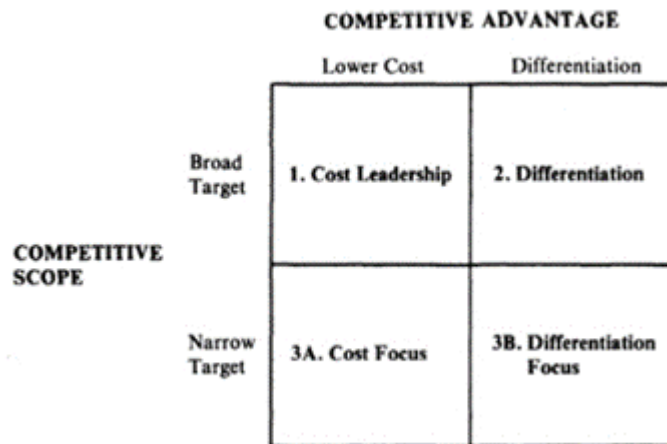 COMPETITIVE ADVANTAGE
Lower Cost Differentiation
Broad
Target
1. Cost Leadership 2. Differentiation
COMPETITIVE
SCOPE
Narrow
Target
3A. Cost Focus 3B. Differentiation
Focus